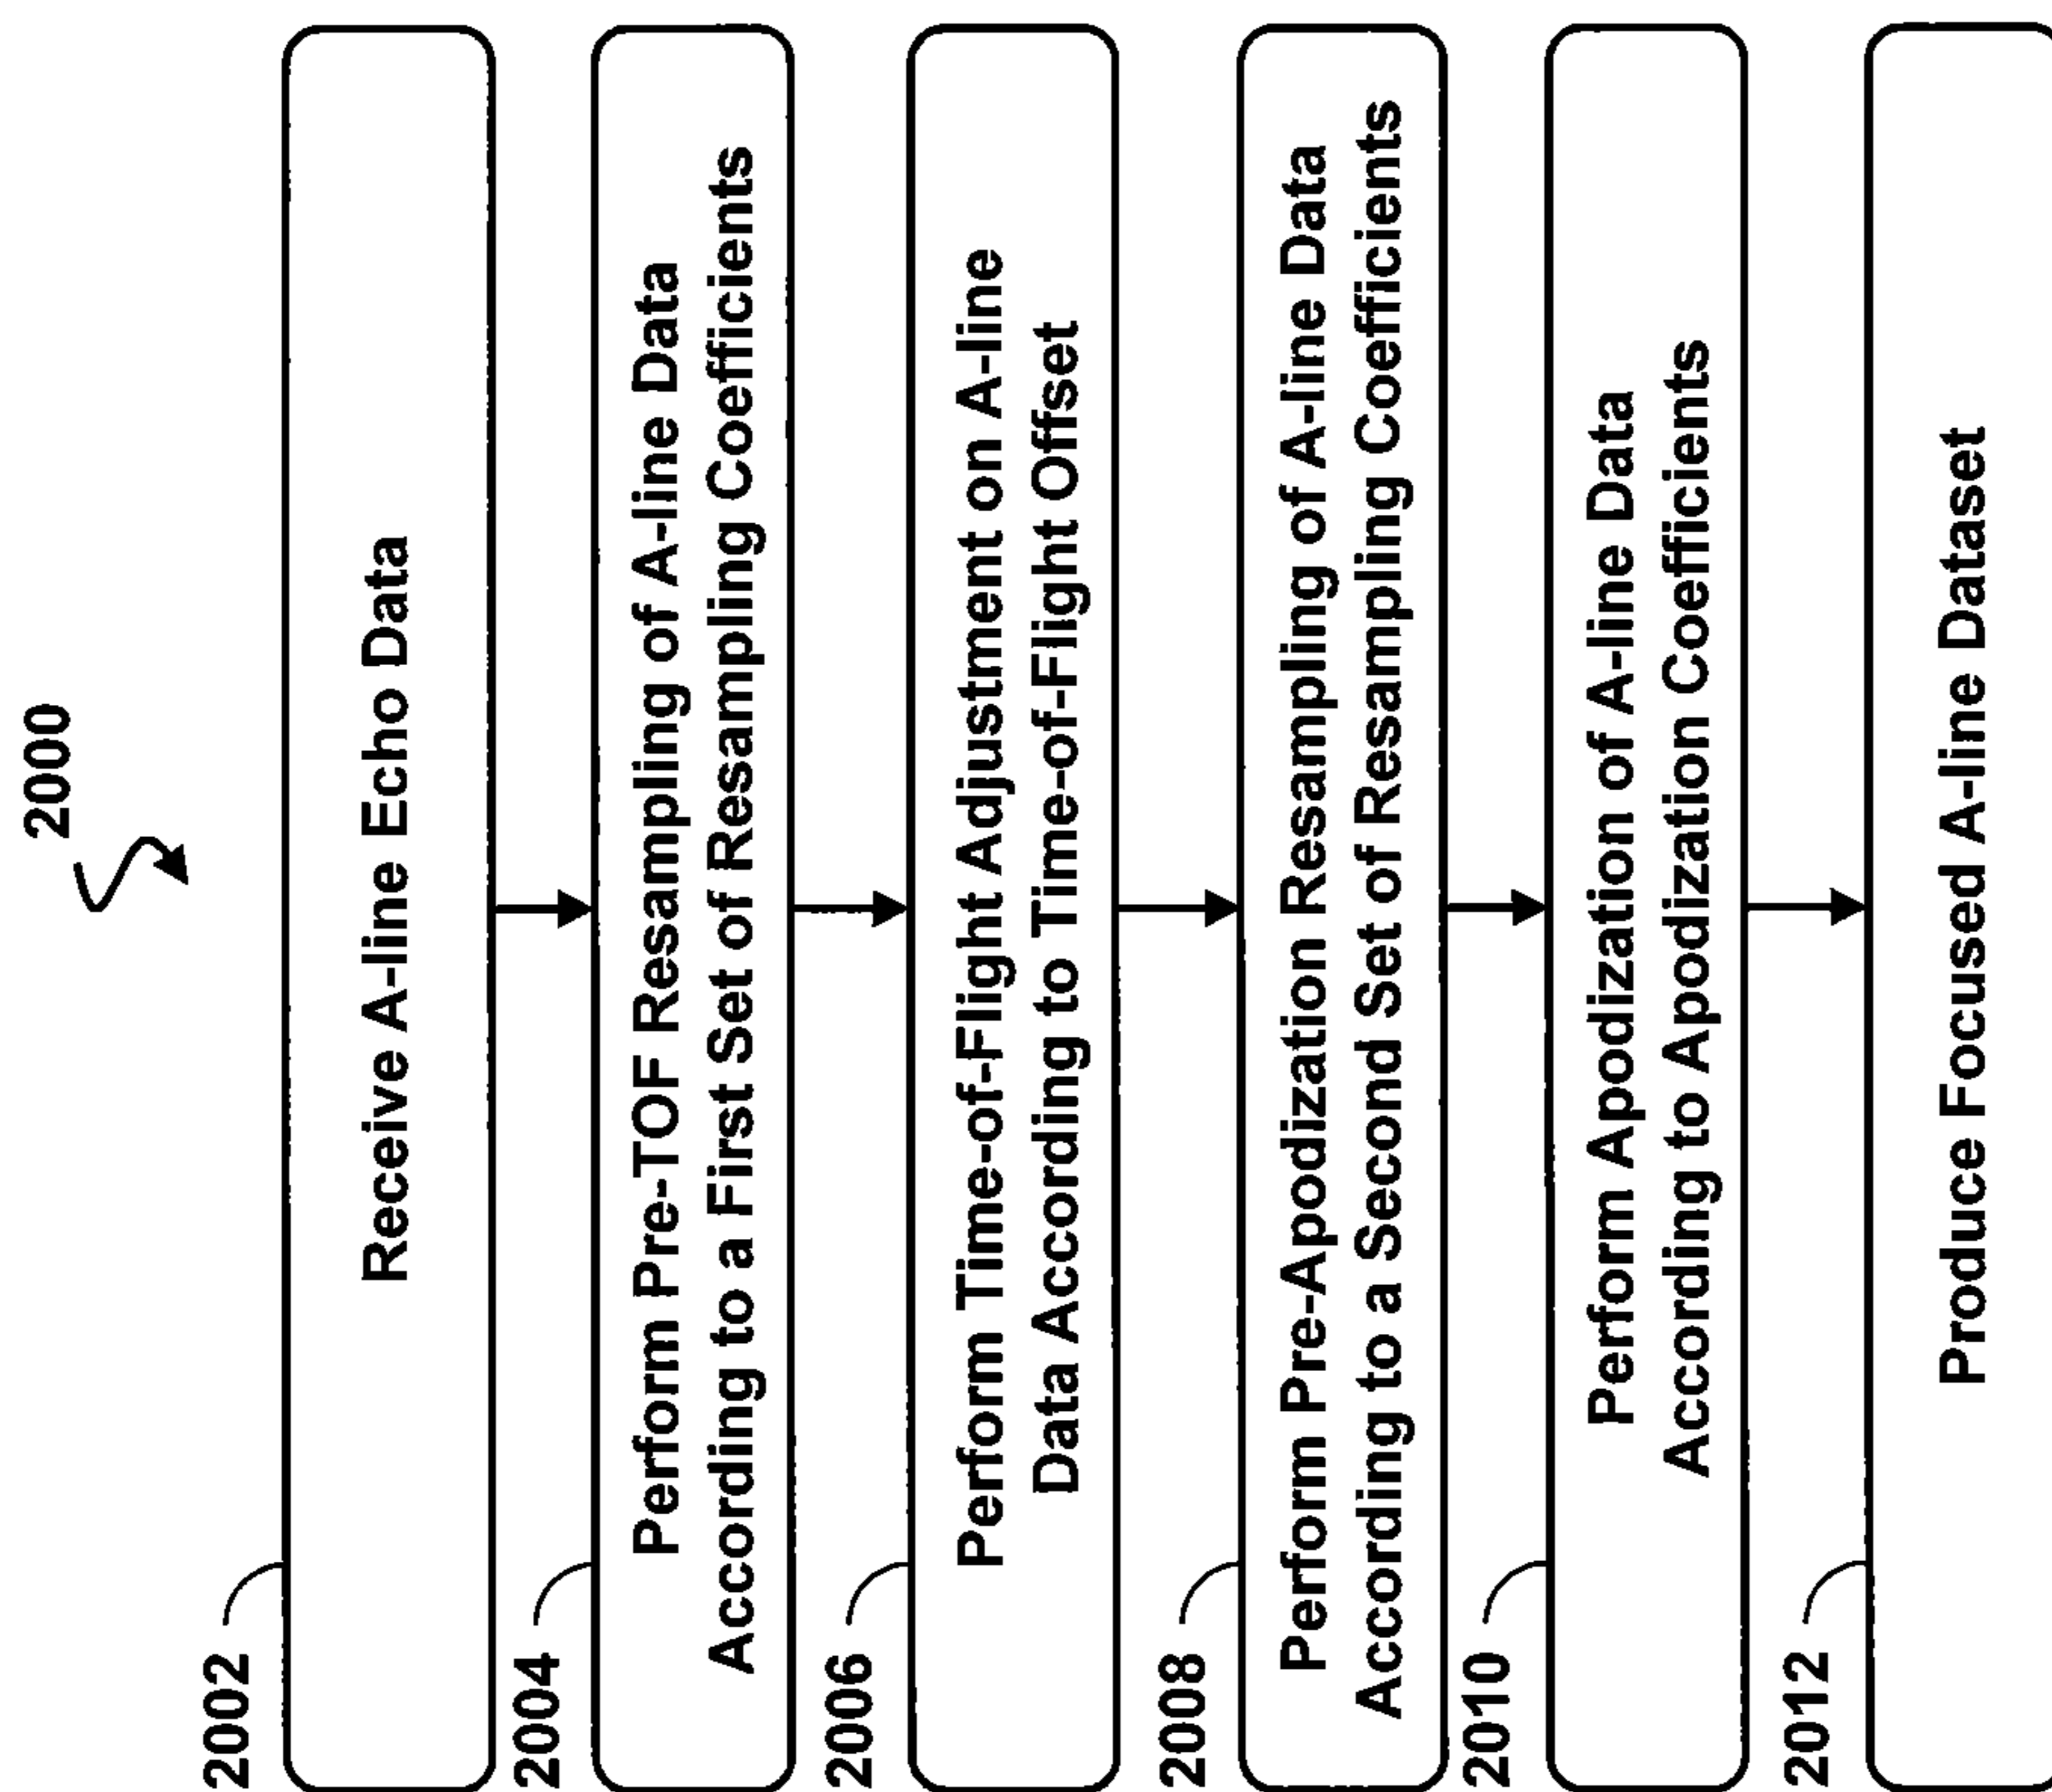 2000
2002
Receive A-line Echo Data
2004
Perform Pre-TOF Resampling of A-line Data
According to a First Set of Resampling Coefficients
2006
Perform Time-of-Flight Adjustment on A-line
Data According to Time-of-Flight Offset
2008
Perform Pre-Apodization Resampling of A-line Data
According to a Second Set of Resampling Coefficients
2010
Perform Apodization of A-line Data
According to Apodization Coefficients
2012
Produce Focused A-line Dataset